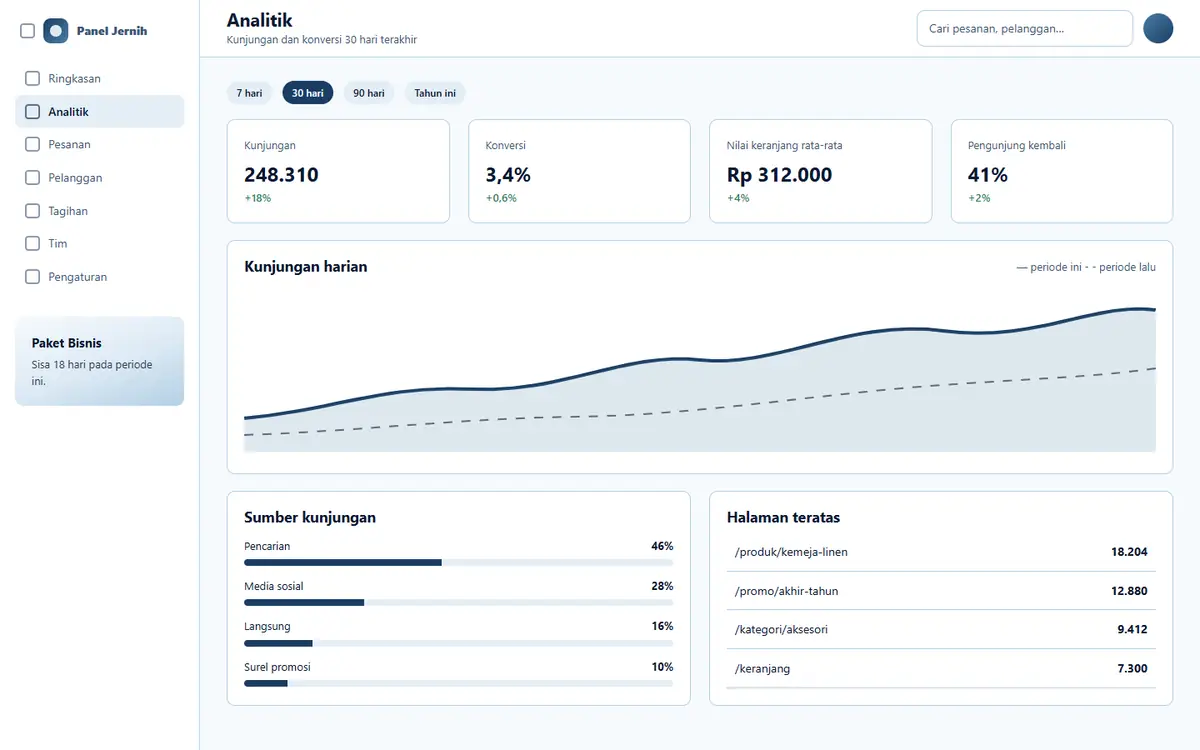 Panel Jernih
Ringkasan
Analitik
Pesanan
Pelanggan
Tagihan
Tim
Pengaturan
Paket Bisnis
Sisa 18 hari pada periode
ini.
Analitik
Kunjungan dan konversi 30 hari terakhir
Cari pesanan, pelanggan...
7 hari
30 hari
90 hari
Tahun ini
Kunjungan
248.310
+18%
Konversi
3,4%
+0,6%
Nilai keranjang rata-rata
Rp 312.000
+4%
Pengunjung kembali
41%
+2%
Kunjungan harian
— periode ini - - periode lalu
Sumber kunjungan
Pencarian 46%
Media sosial 28%
Langsung 16%
Surel promosi 10%
Halaman teratas
/produk/kemeja-linen 18.204
/promo/akhir-tahun 12.880
/kategori/aksesori 9.412
/keranjang 7.300